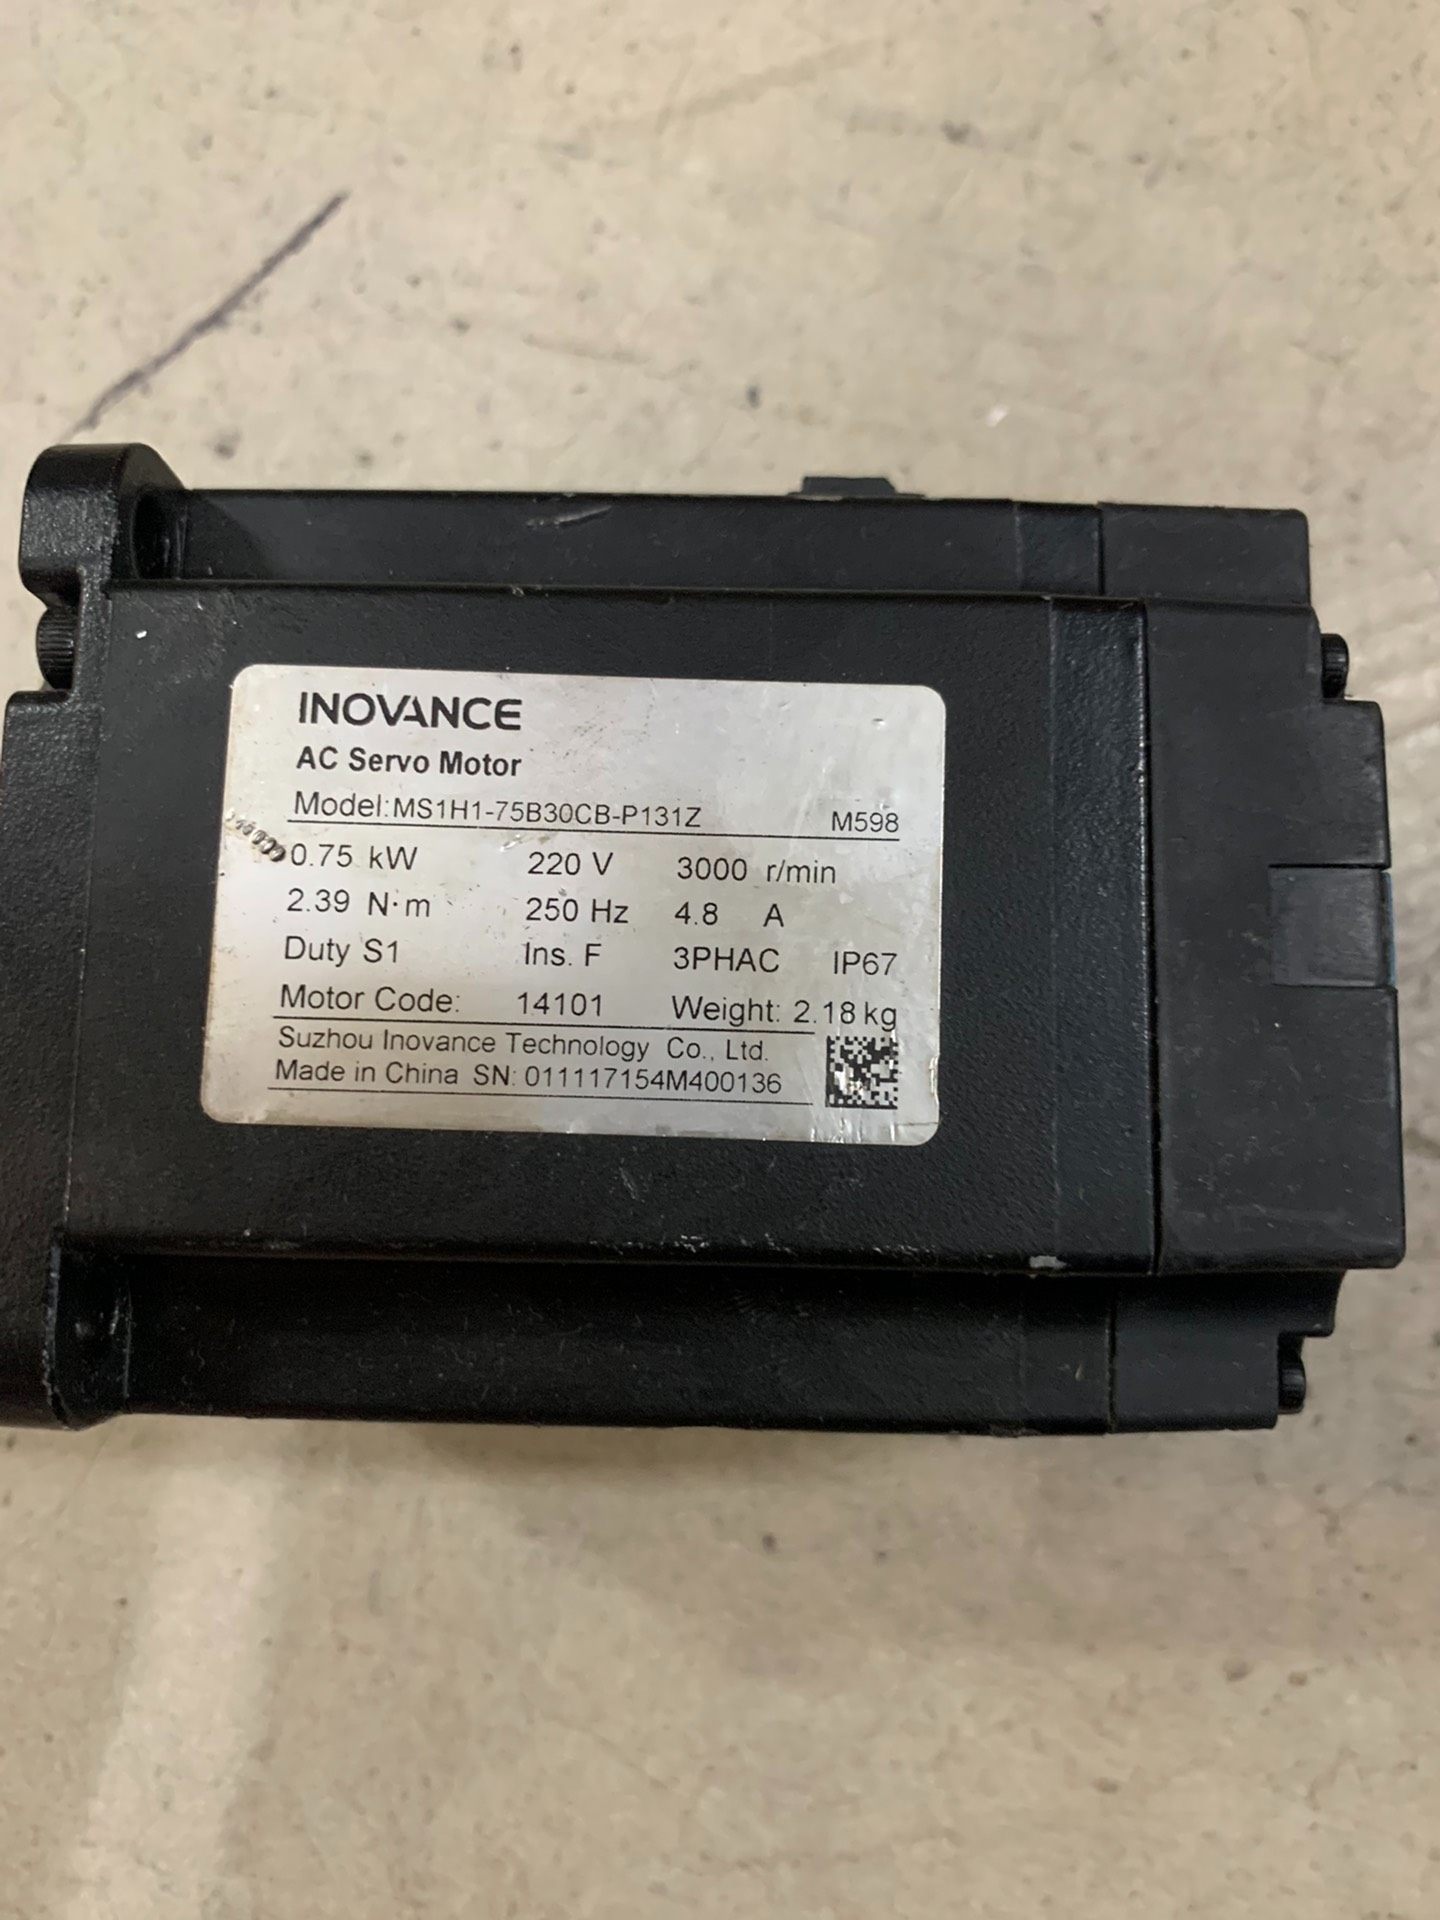 INOVANCE
AC Servo Motor
Model:MS1H1-75B30CB-P131Z M598
0.75 kW 220 V 3000 r/min
2.39 N·m 250 Hz 4.8 A
Duty S1 Ins. F 3PHAC IP67
Motor Code: 14101 Weight: 2.18 kg
Suzhou Inovance Technology Co., Ltd.
Made in China SN: 011117154M400136